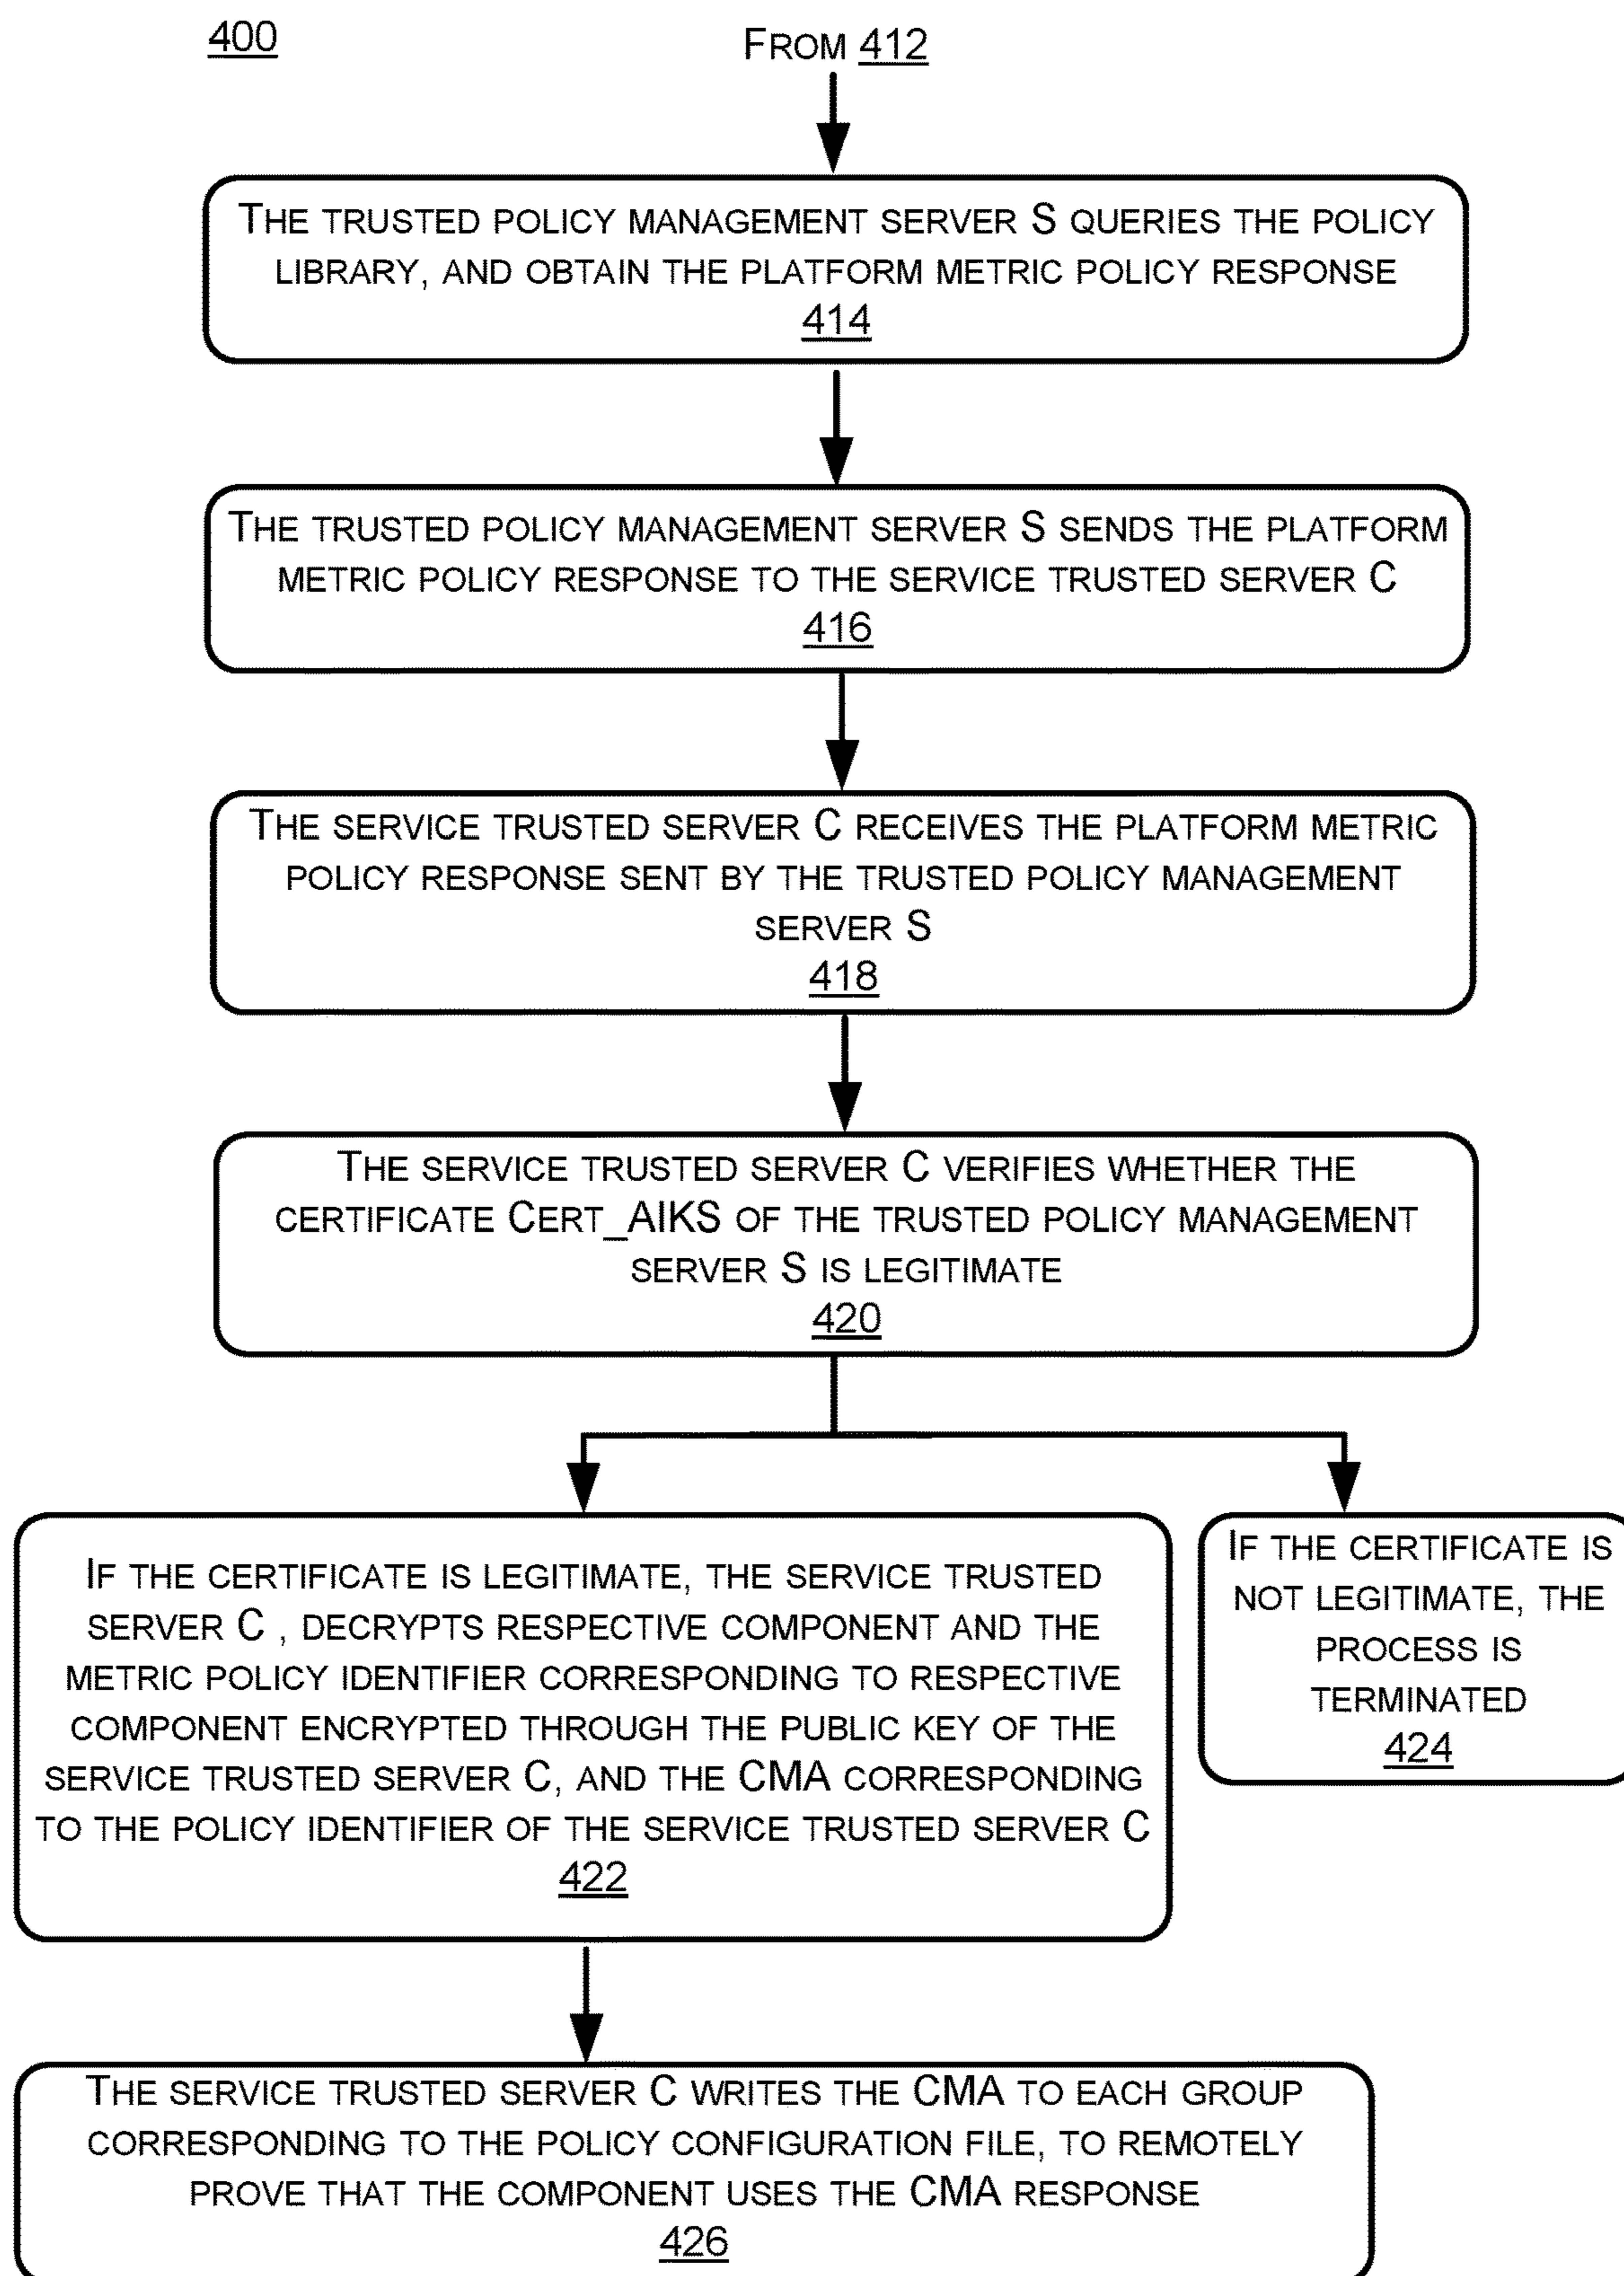 400
FROM 412
THE TRUSTED POLICY MANAGEMENT SERVER S QUERIES THE POLICY
LIBRARY, AND OBTAIN THE PLATFORM METRIC POLICY RESPONSE
414
THE TRUSTED POLICY MANAGEMENT SERVER S SENDS THE PLATFORM
METRIC POLICY RESPONSE TO THE SERVICE TRUSTED SERVER C
416
THE SERVICE TRUSTED SERVER C RECEIVES THE PLATFORM METRIC
POLICY RESPONSE SENT BY THE TRUSTED POLICY MANAGEMENT
SERVER S
418
THE SERVICE TRUSTED SERVER C VERIFIES WHETHER THE
CERTIFICATE CERT_AIKS OF THE TRUSTED POLICY MANAGEMENT
SERVER S IS LEGITIMATE
420
IF THE CERTIFICATE IS LEGITIMATE, THE SERVICE TRUSTED
SERVER C , DECRYPTS RESPECTIVE COMPONENT AND THE
METRIC POLICY IDENTIFIER CORRESPONDING TO RESPECTIVE
COMPONENT ENCRYPTED THROUGH THE PUBLIC KEY OF THE
SERVICE TRUSTED SERVER C, AND THE CMA CORRESPONDING
TO THE POLICY IDENTIFIER OF THE SERVICE TRUSTED SERVER C
422
IF THE CERTIFICATE IS
NOT LEGITIMATE, THE
PROCESS IS
TERMINATED
424
THE SERVICE TRUSTED SERVER C WRITES THE CMA TO EACH GROUP
CORRESPONDING TO THE POLICY CONFIGURATION FILE, TO REMOTELY
PROVE THAT THE COMPONENT USES THE CMA RESPONSE
426